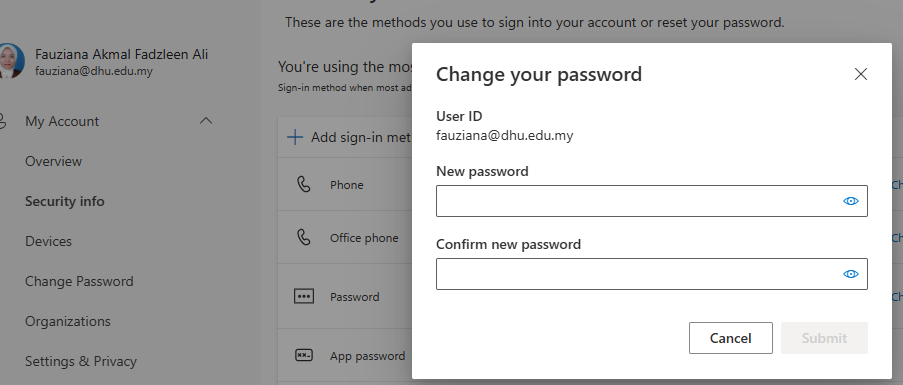 These are the methods you use to sign into your account or reset your password.
Fauziana Akmal Fadzleen Ali
fauziana@dhu.edu.my
You're using the mos
Sign-in method when most ad
My Account
Overview
Security info
Devices
Change Password
Organizations
Settings & Privacy
Add sign-in met
Phone
Office phone
Password
App password
Ch
Ch
Change your password
User ID
fauziana@dhu.edu.my
New password
Confirm new password
Cancel
Submit